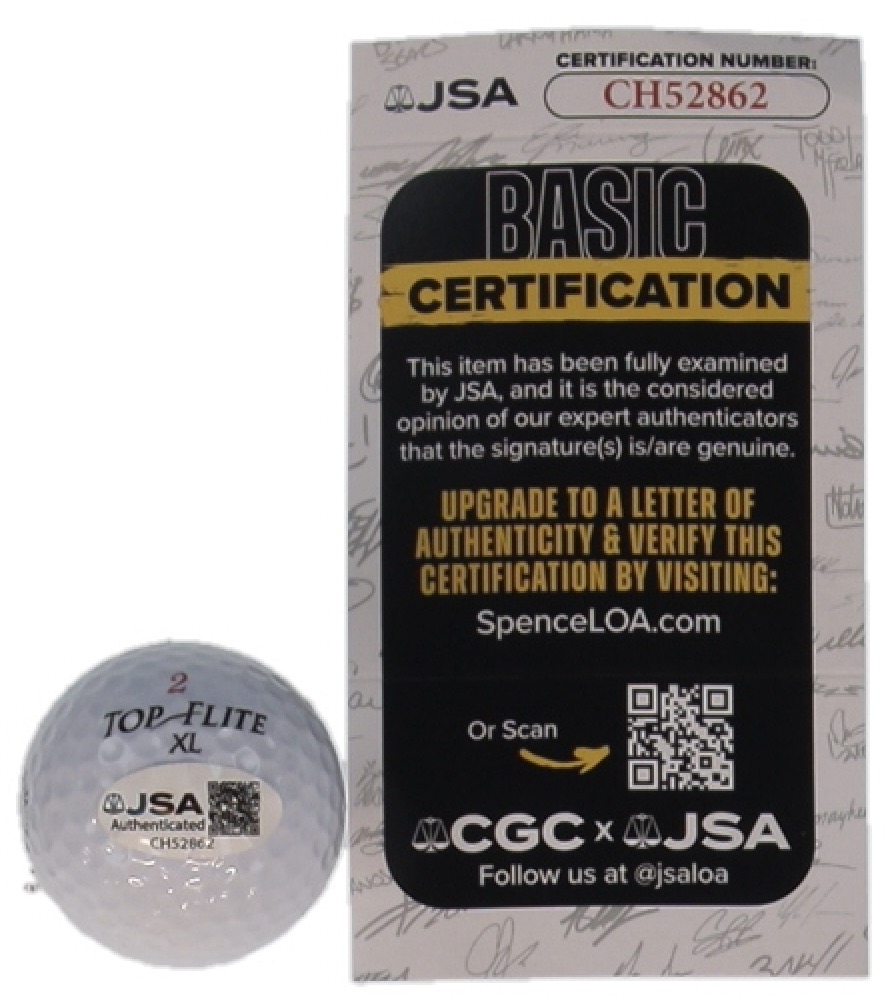 CERTIFICATION NUMBER:
JSA
CH52862
BASIC
CERTIFICATION
This item has been fully examined
by JSA, and it is the considered
opinion of our expert authenticators
that the signature(s) is/are genuine.
UPGRADE TO A LETTER OF
AUTHENTICITY & VERIFY THIS
CERTIFICATION BY VISITING:
SpenceLOA.com
Or Scan
CGC x JSA
Follow us at @jsaloa
2
TOP-FLITE
XL
JSA
Authenticated
CH52862